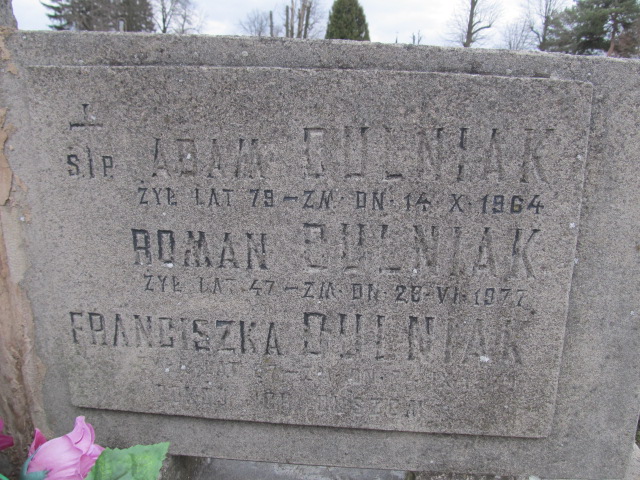 Ś|P. ADAM DULNIAK
ŻYŁ LAT 79 - ZM. DN. 14. X. 1964
ROMAN DULNIAK
ŻYŁ LAT 47 - ZM. DN. 28. VI. 1977
FRANCISZKA DULNIAK